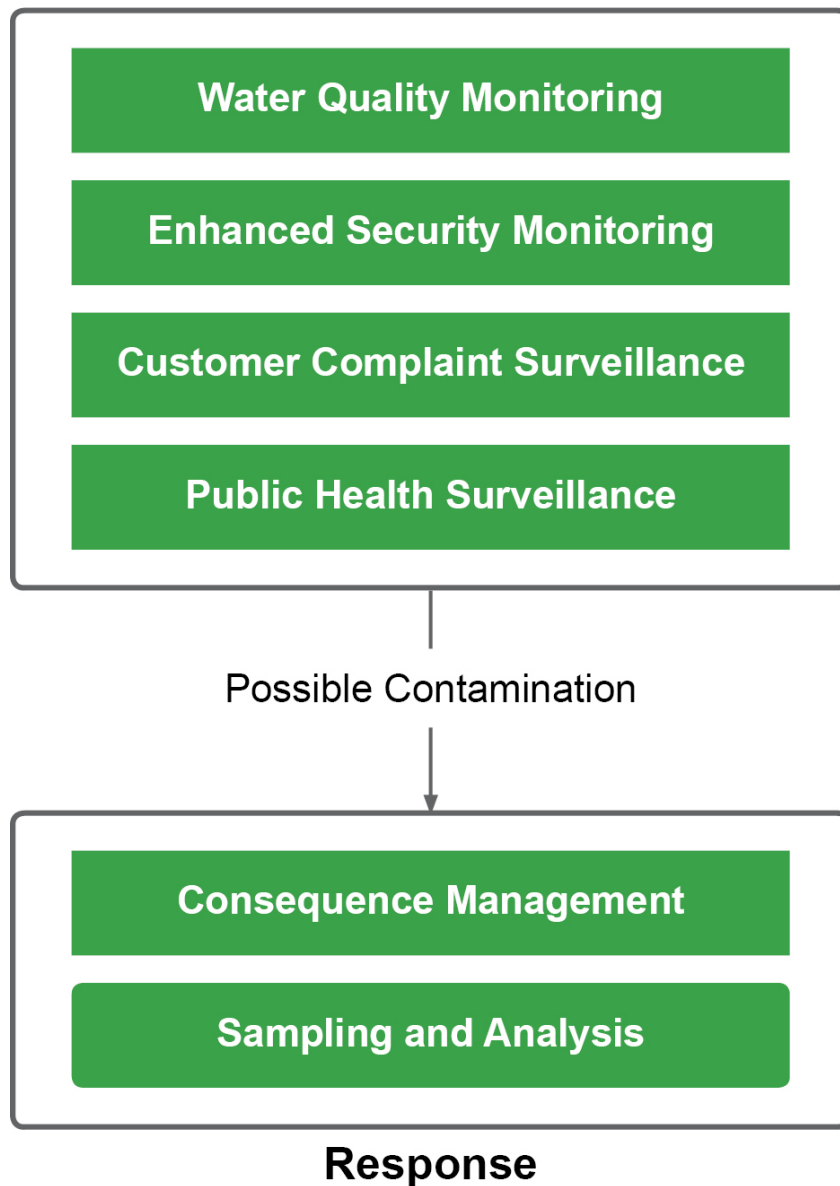 Water Quality Monitoring
Enhanced Security Monitoring
Customer Complaint Surveillance
Public Health Surveillance
Possible Contamination
Consequence Management
Sampling and Analysis
Response